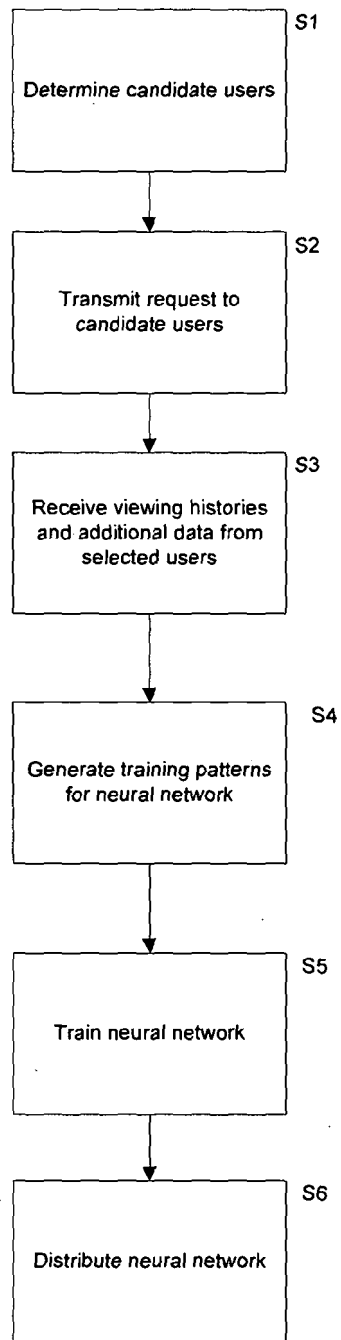 S1
Determine candidate users
S2
Transmit request to
candidate users
S3
Receive viewing histories
and additional data from
selected users
S4
Generate training patterns
for neural network
S5
Train neural network
S6
Distribute neural network